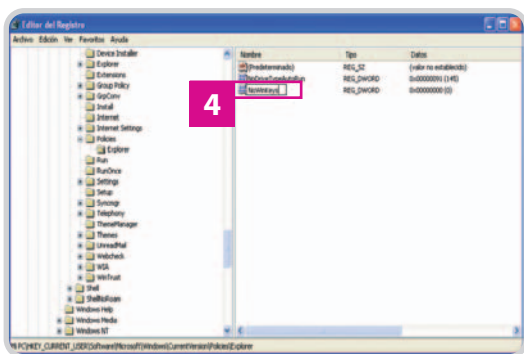 Editor del Registro
Archivo Edición Ver Favoritos Ayuda
Device Installer
Explorer
Extensions
Group Policy
GrpConv
Install
Internet
Internet Settings
Policies
Explorer
Run
RunOnce
Settings
Setup
Syncmgr
Telephony
ThemeManager
Themes
UnreadMail
Webcheck
WIA
WinTrust
Shell
ShellNoRoam
Windows Help
Windows Media
Windows NT
Nombre Tipo Datos
(Predeterminado) REG_SZ (valor no establecido)
NoDriveTypeAutoRun REG_DWORD 0x00000091 (145)
NoWinKeys REG_DWORD 0x00000000 (0)
4
Mi PC\HKEY_CURRENT_USER\Software\Microsoft\Windows\CurrentVersion\Policies\Explorer